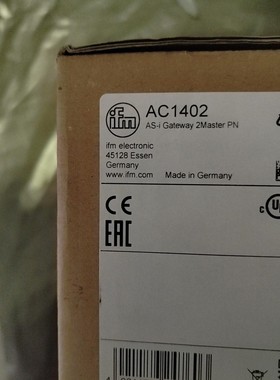 ifm
AC1402
AS-i Gateway 2Master PN
ifm electronic
45128 Essen
Germany
www.ifm.com Made in Germany
CE
EAC
c UL